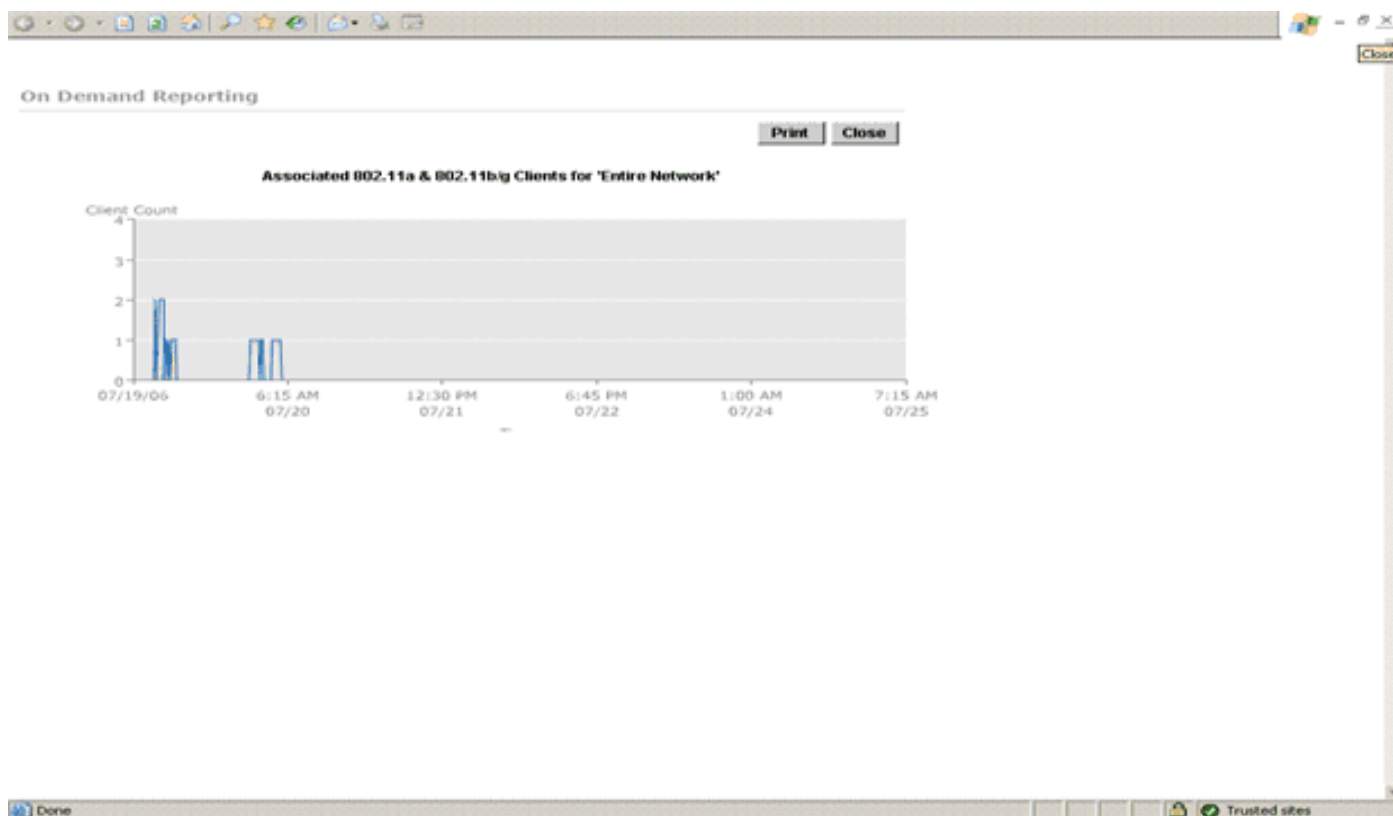 Close
On Demand Reporting
Print Close
Associated 802.11a & 802.11b/g Clients for 'Entire Network'
Client Count
4
3
2
1
0
07/19/06 6:15 AM 12:30 PM 6:45 PM 1:00 AM 7:15 AM
07/20 07/21 07/22 07/24 07/25
Done Trusted sites